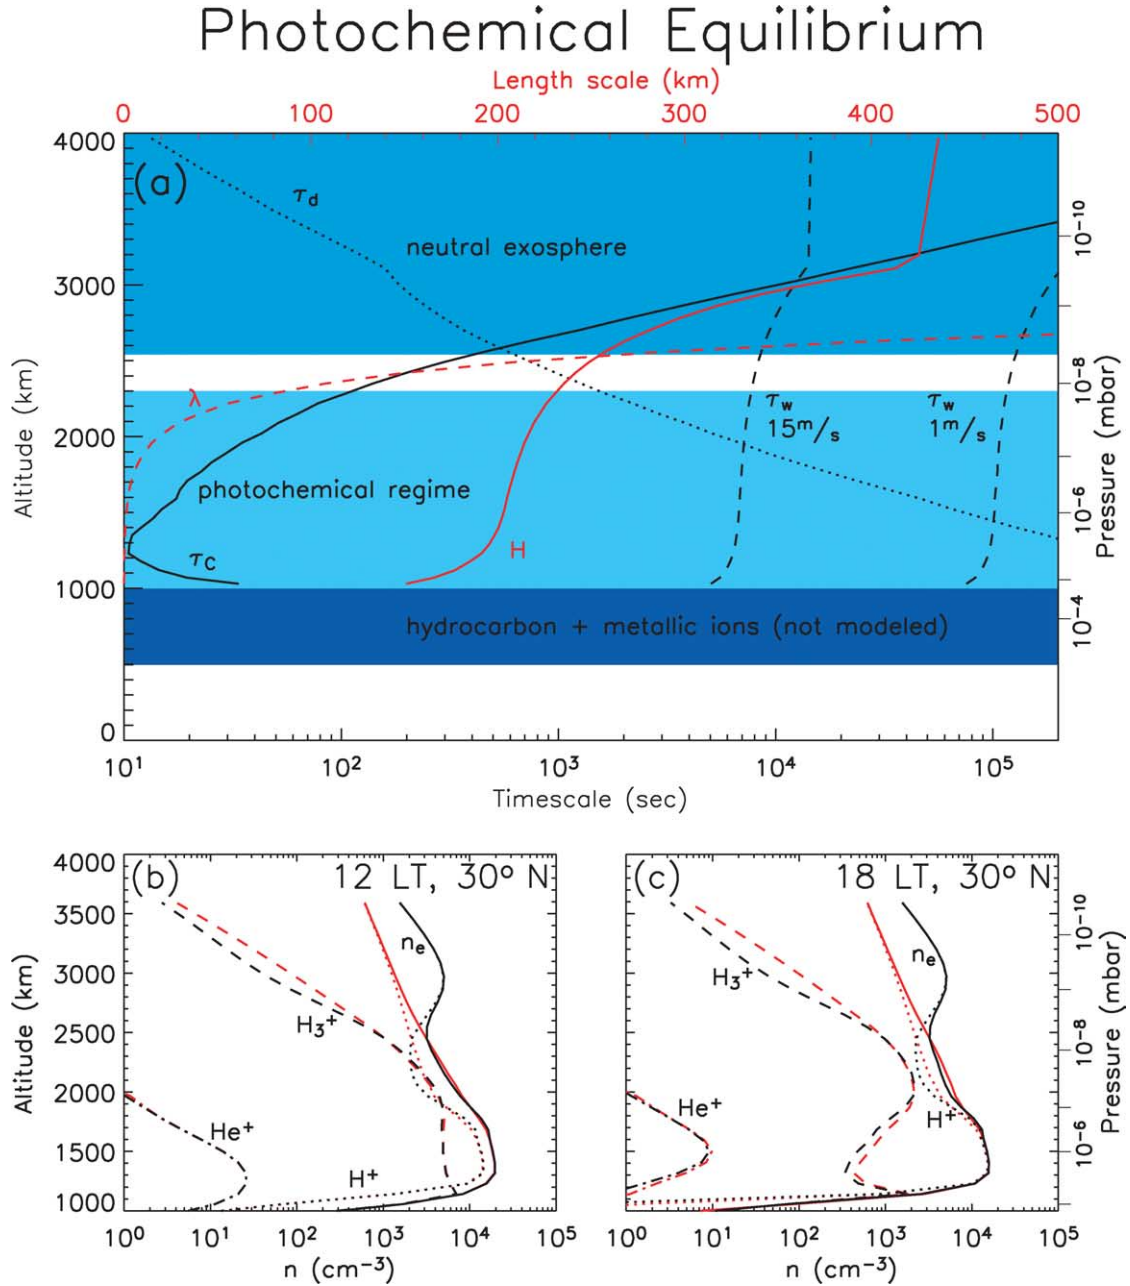 Photochemical Equilibrium
Length scale (km)
0 100 200 300 400 500
(a)
4000
3000
2000
1000
0
Altitude (km)
τd
neutral exosphere
λ
τw
15m/s
τw
1m/s
photochemical regime
τC
H
hydrocarbon + metallic ions (not modeled)
10⁻¹⁰
10⁻⁸
10⁻⁶
10⁻⁴
Pressure (mbar)
10¹ 10² 10³ 10⁴ 10⁵
Timescale (sec)
(b) 12 LT, 30° N
4000
3500
3000
2500
2000
1500
1000
Altitude (km)
ne
H3+
He+
H+
10⁰ 10¹ 10² 10³ 10⁴ 10⁵
n (cm⁻³)
(c) 18 LT, 30° N
ne
H3+
He+
H+
10⁻¹⁰
10⁻⁸
10⁻⁶
Pressure (mbar)
10⁰ 10¹ 10² 10³ 10⁴ 10⁵
n (cm⁻³)